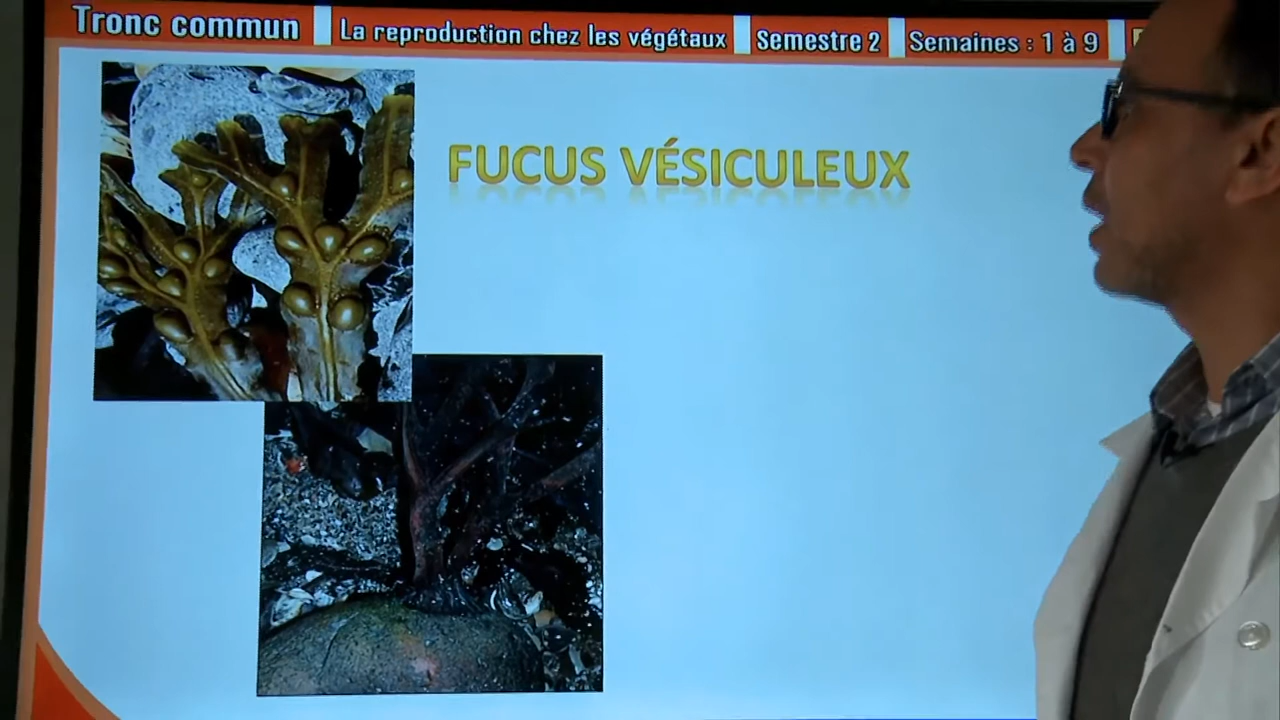 Tronc commun
La reproduction chez les végétaux
Semestre 2
Semaines : 1 à 9
FUCUS VÉSICULEUX